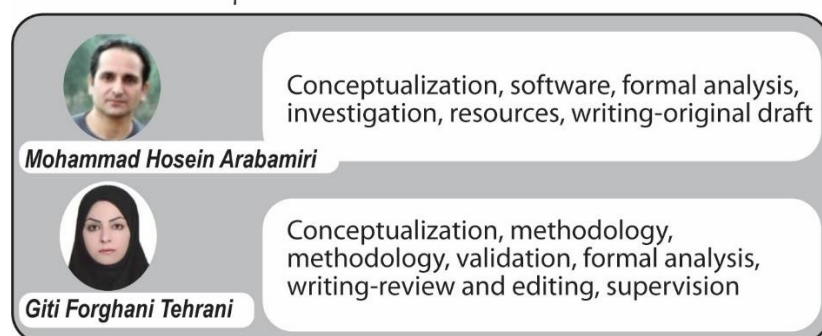 Conceptualization, software, formal analysis,
investigation, resources, writing-original draft
Mohammad Hosein Arabamiri
Conceptualization, methodology,
methodology, validation, formal analysis,
writing-review and editing, supervision
Giti Forghani Tehrani